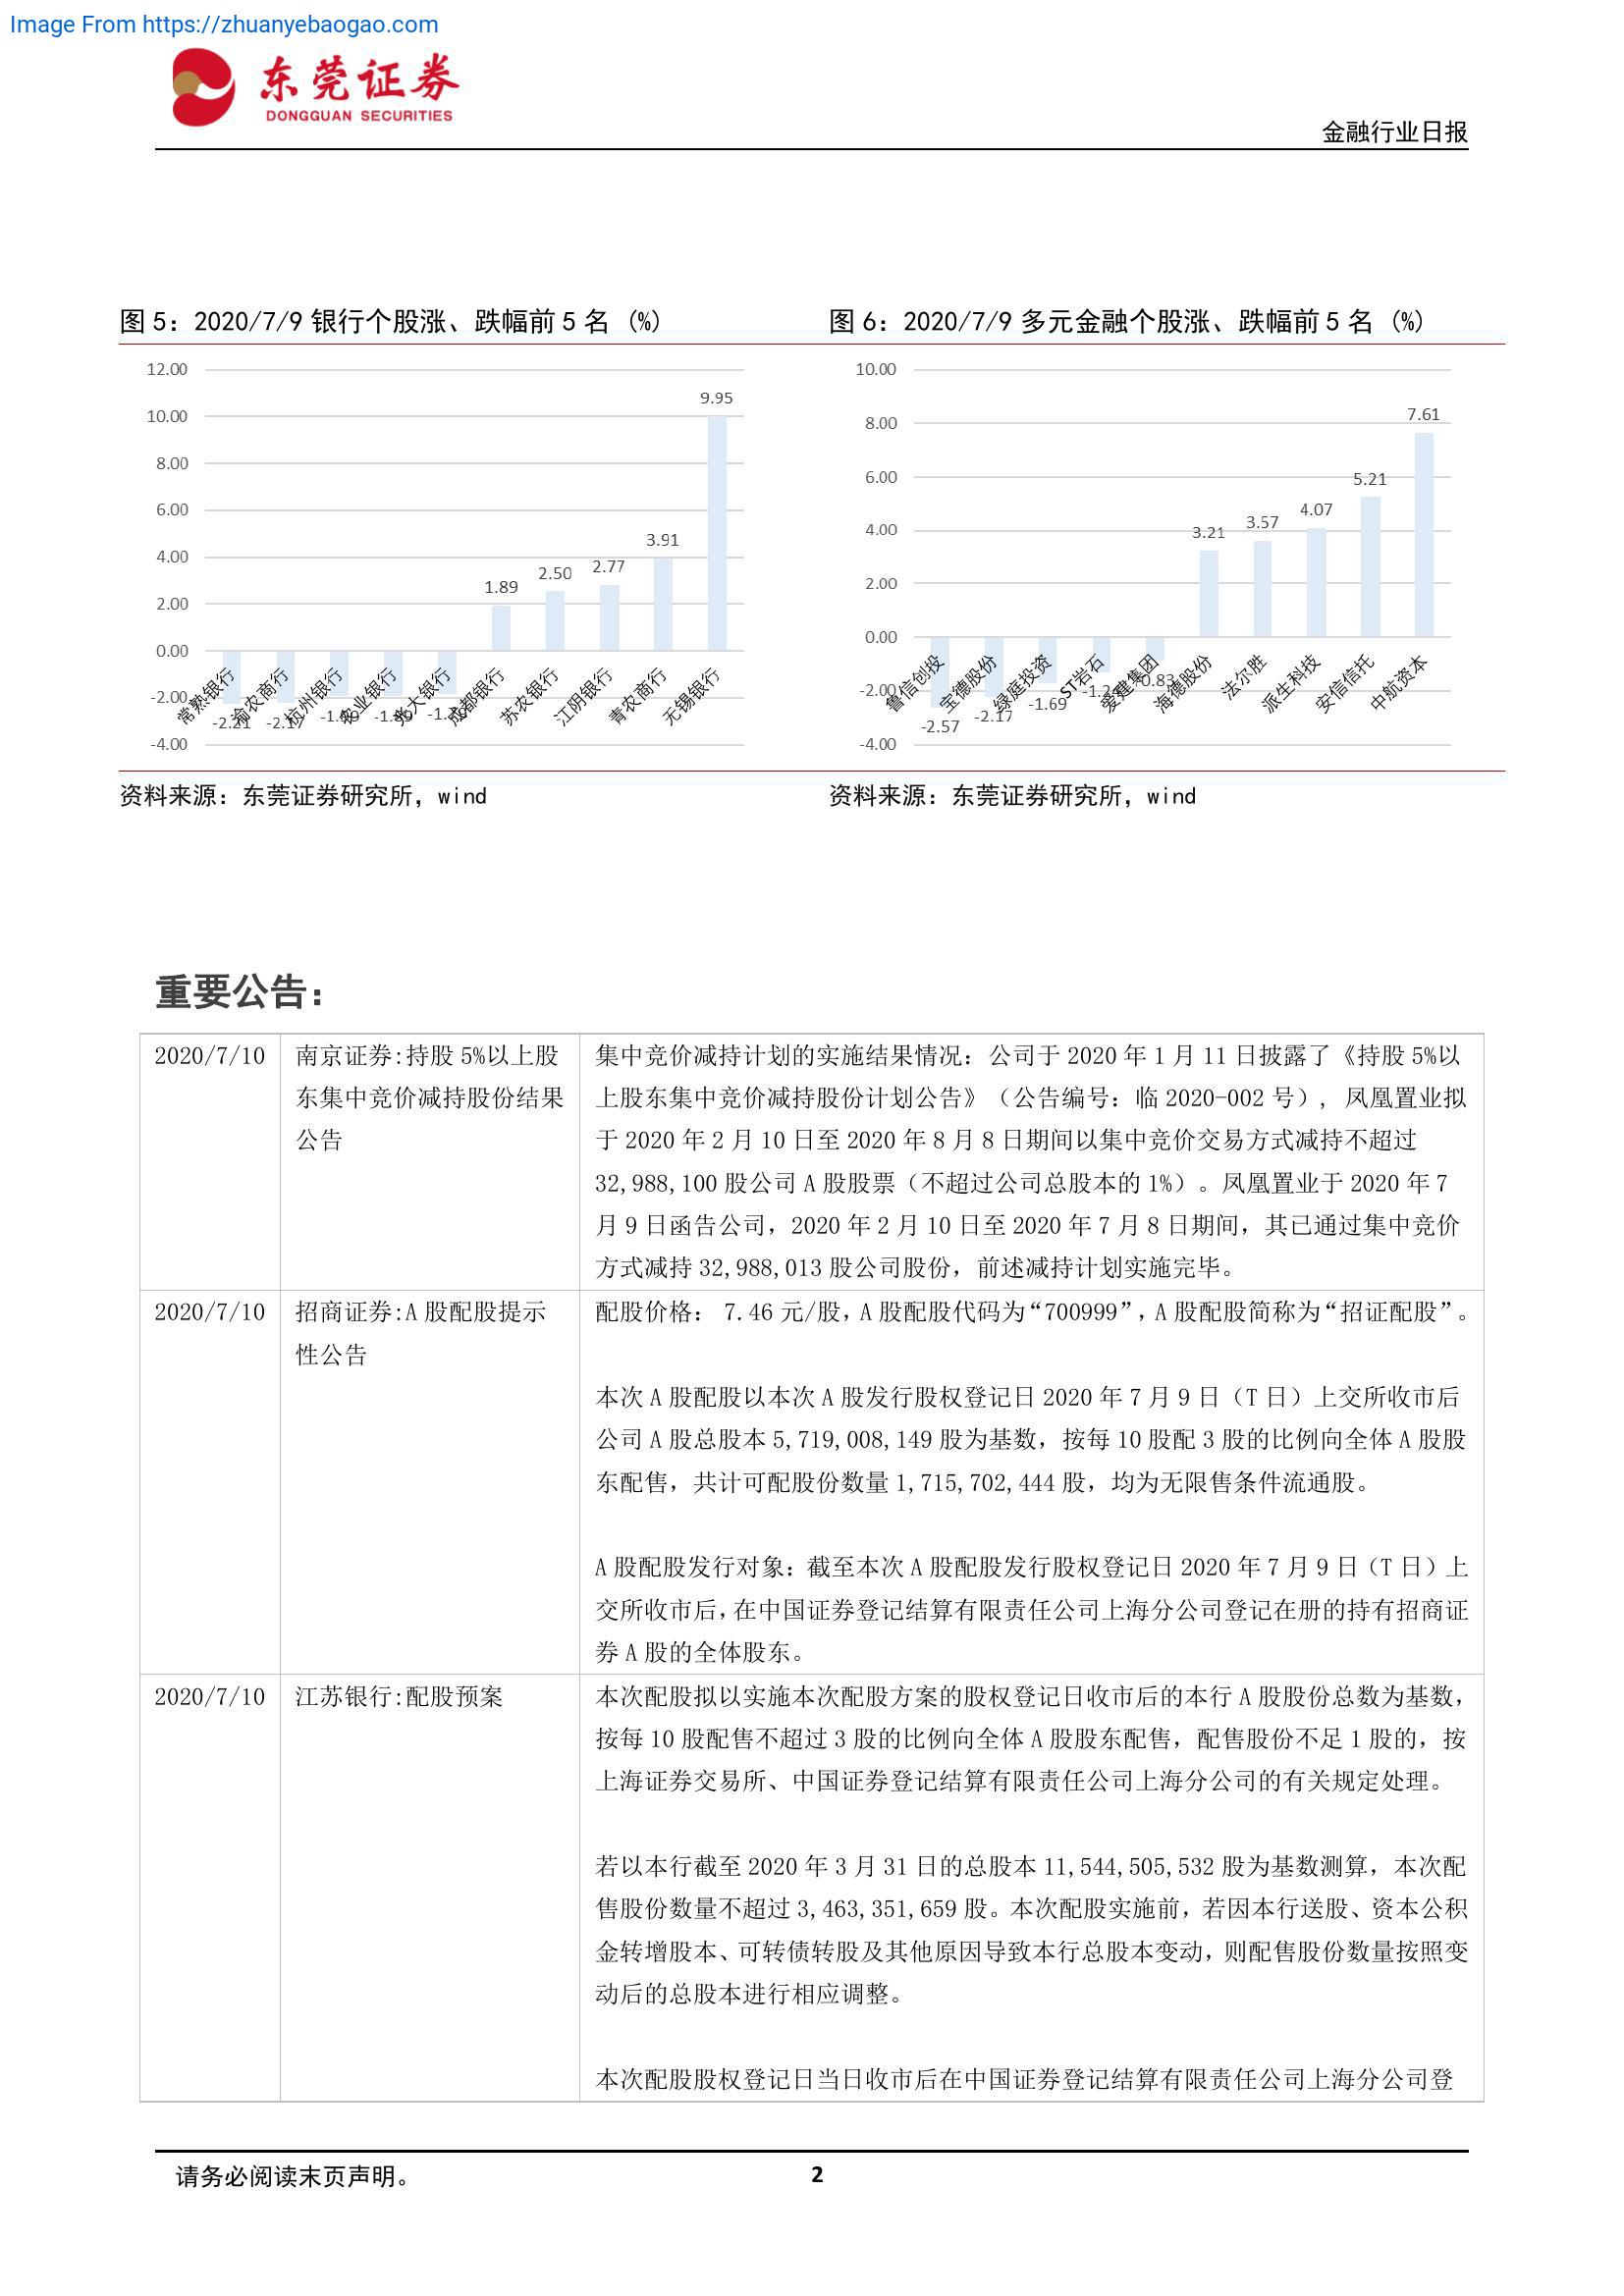 Image From https://zhuanyebaogao.com
东莞证券
DONGGUAN SECURITIES
金融行业日报
图 5：2020/7/9 银行个股涨、跌幅前 5 名 (%)
12.00
10.00
8.00
6.00
4.00
2.00
0.00
-2.00
-4.00
-2.21
1.89
2.50
2.77
3.91
9.95
常熟银行
渝农商行
杭州银行
农业银行
光大银行
成都银行
苏农银行
江阴银行
青农商行
无锡银行
资料来源：东莞证券研究所，wind
图 6：2020/7/9 多元金融个股涨、跌幅前 5 名 (%)
10.00
8.00
6.00
4.00
2.00
0.00
-2.00
-4.00
-2.57
-2.17
-1.69
-0.83
3.21
3.57
4.07
5.21
7.61
鲁信创投
宝德股份
绿庭投资
ST岩石
爱建集团
海德股份
法尔胜
派生科技
安信信托
中航资本
资料来源：东莞证券研究所，wind
重要公告：
2020/7/10
南京证券:持股 5%以上股
东集中竞价减持股份结果
公告
集中竞价减持计划的实施结果情况：公司于 2020 年 1 月 11 日披露了《持股 5%以
上股东集中竞价减持股份计划公告》（公告编号：临 2020-002 号）, 凤凰置业拟
于 2020 年 2 月 10 日至 2020 年 8 月 8 日期间以集中竞价交易方式减持不超过
32,988,100 股公司 A 股股票（不超过公司总股本的 1%）。凤凰置业于 2020 年 7
月 9 日函告公司，2020 年 2 月 10 日至 2020 年 7 月 8 日期间，其已通过集中竞价
方式减持 32,988,013 股公司股份，前述减持计划实施完毕。
2020/7/10
招商证券:A 股配股提示
性公告
配股价格： 7.46 元/股，A 股配股代码为“700999”，A 股配股简称为“招证配股”。
本次 A 股配股以本次 A 股发行股权登记日 2020 年 7 月 9 日（T 日）上交所收市后
公司 A 股总股本 5,719,008,149 股为基数，按每 10 股配 3 股的比例向全体 A 股股
东配售，共计可配股份数量 1,715,702,444 股，均为无限售条件流通股。
A 股配股发行对象：截至本次 A 股配股发行股权登记日 2020 年 7 月 9 日（T 日）上
交所收市后，在中国证券登记结算有限责任公司上海分公司登记在册的持有招商证
券 A 股的全体股东。
2020/7/10
江苏银行:配股预案
本次配股拟以实施本次配股方案的股权登记日收市后的本行 A 股股份总数为基数，
按每 10 股配售不超过 3 股的比例向全体 A 股股东配售，配售股份不足 1 股的，按
上海证券交易所、中国证券登记结算有限责任公司上海分公司的有关规定处理。
若以本行截至 2020 年 3 月 31 日的总股本 11,544,505,532 股为基数测算，本次配
售股份数量不超过 3,463,351,659 股。本次配股实施前，若因本行送股、资本公积
金转增股本、可转债转股及其他原因导致本行总股本变动，则配售股份数量按照变
动后的总股本进行相应调整。
本次配股股权登记日当日收市后在中国证券登记结算有限责任公司上海分公司登
请务必阅读末页声明。
2